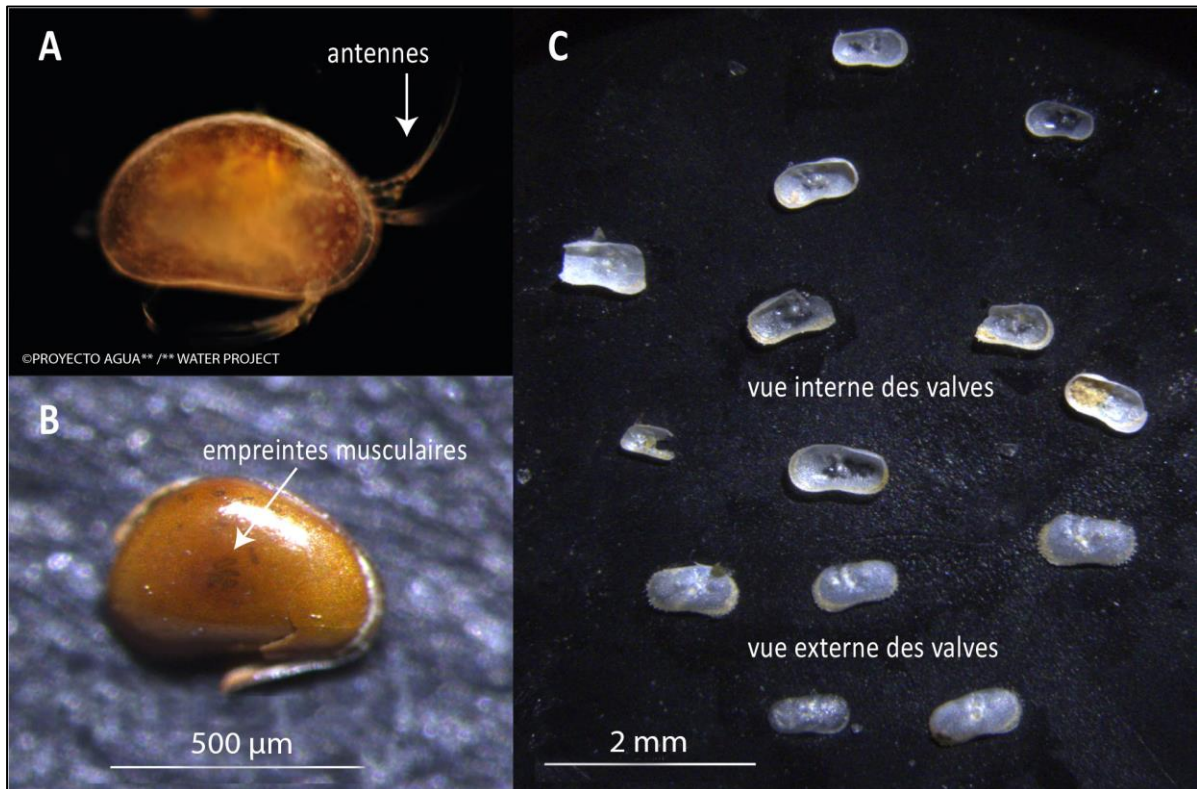 A
antennes
©PROYECTO AGUA** /** WATER PROJECT
B
empreintes musculaires
500 µm
C
vue interne des valves
vue externe des valves
2 mm